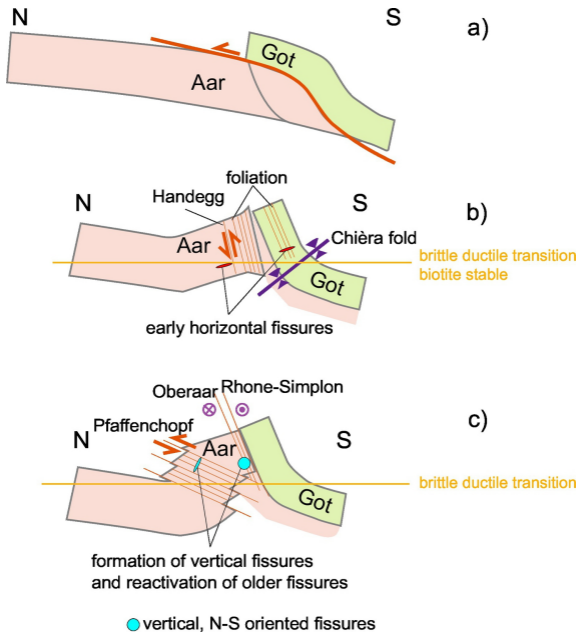 N
S
a)
Got
Aar
foliation
Handegg
N
S
b)
Aar
Chièra fold
brittle ductile transition
biotite stable
Got
early horizontal fissures
Oberaar
Rhone-Simplon
c)
Pfaffenchopf
N
Aar
S
brittle ductile transition
Got
formation of vertical fissures
and reactivation of older fissures
vertical, N-S oriented fissures